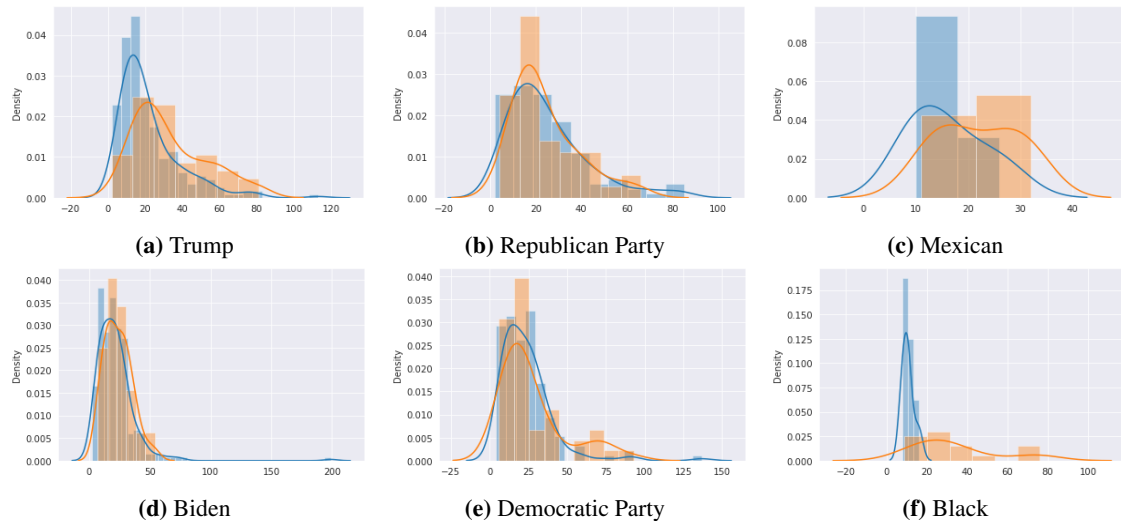 Density
0.04
0.03
0.02
0.01
0.00
−20 0 20 40 60 80 100 120
(a) Trump
Density
0.04
0.03
0.02
0.01
0.00
−20 0 20 40 60 80 100
(b) Republican Party
Density
0.08
0.06
0.04
0.02
0.00
0 10 20 30 40
(c) Mexican
Density
0.040
0.035
0.030
0.025
0.020
0.015
0.010
0.005
0.000
0 50 100 150 200
(d) Biden
Density
0.040
0.035
0.030
0.025
0.020
0.015
0.010
0.005
0.000
−25 0 25 50 75 100 125 150
(e) Democratic Party
Density
0.175
0.150
0.125
0.100
0.075
0.050
0.025
0.000
−20 0 20 40 60 80 100
(f) Black